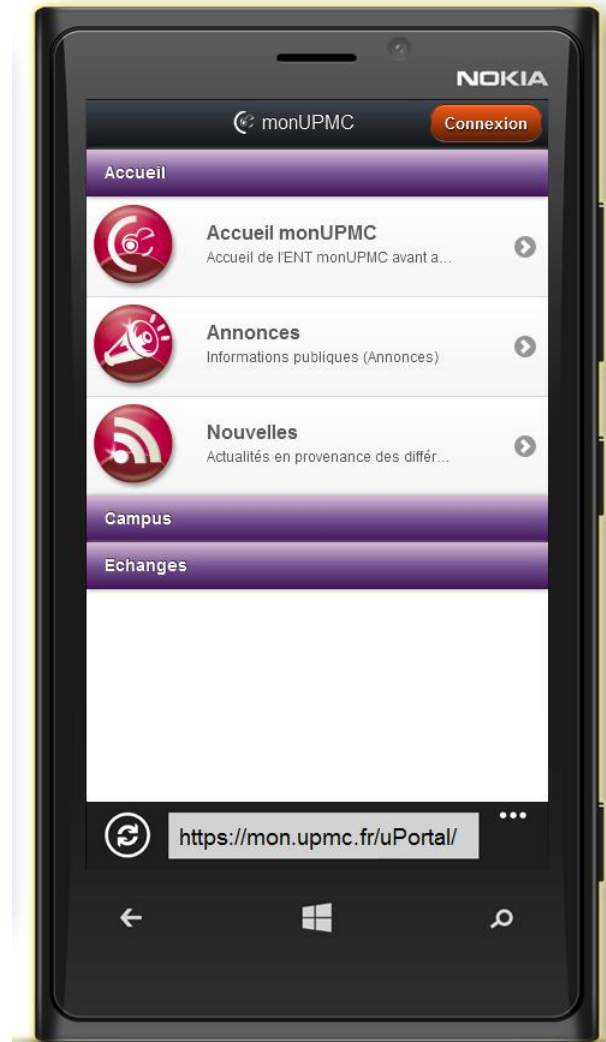 NOKIA
monUPMC
Connexion
Accueil
Accueil monUPMC
Accueil de l'ENT monUPMC avant a...
Annonces
Informations publiques (Annonces)
Nouvelles
Actualités en provenance des différ...
Campus
Echanges
https://mon.upmc.fr/uPortal/